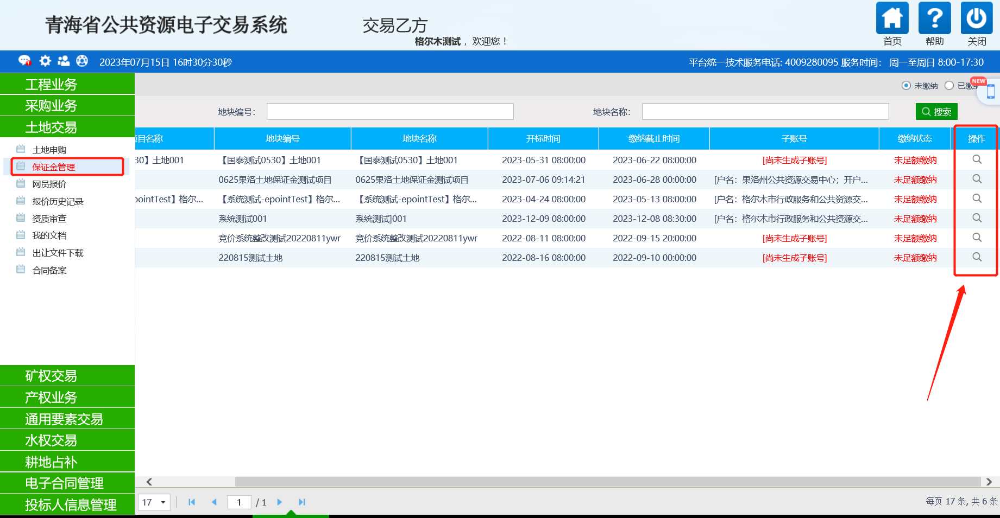 青海省公共资源电子交易系统
交易乙方
格尔木测试 ，欢迎您！
首页 帮助 关闭
2023年07月15日 16时30分30秒 平台统一技术服务电话: 4009280095 服务时间： 周一至周日 8:00-17:30
工程业务
采购业务
土地交易
土地申购
保证金管理
网员报价
报价历史记录
资质审查
我的文档
出让文件下载
合同备案
矿权交易
产权业务
通用要素交易
水权交易
耕地占补
电子合同管理
投标人信息管理
未缴纳 已缴 NEW
地块编号： 地块名称： 搜索
目名称 地块编号 地块名称 开标时间 缴纳截止时间 子账号 缴纳状态 操作
30】土地001 【国泰测试0530】土地001 【国泰测试0530】土地001 2023-05-31 08:00:00 2023-06-22 08:00:00 [尚未生成子账号] 未足额缴纳
0625果洛土地保证金测试项目 0625果洛土地保证金测试项目 2023-07-06 09:14:21 2023-06-28 00:00:00 [户名：果洛州公共资源交易中心；开户... 未足额缴纳
pointTest】格尔... 【系统测试-epointTest】格尔... 【系统测试-epointTest】格尔... 2023-04-24 08:00:00 2023-05-13 08:00:00 [户名：格尔木市行政服务和公共资源交... 未足额缴纳
系统测试001 系统测试]001 2023-12-09 08:00:00 2023-12-08 08:30:00 [户名：格尔木市行政服务和公共资源交... 未足额缴纳
竞价系统整改测试20220811ywr 竞价系统整改测试20220811ywr 2022-08-11 08:00:00 2022-09-15 20:00:00 [尚未生成子账号] 未足额缴纳
220815测试土地 220815测试土地 2022-08-16 08:00:00 2022-09-10 00:00:00 [尚未生成子账号] 未足额缴纳
17 1 / 1 每页 17 条, 共 6 条